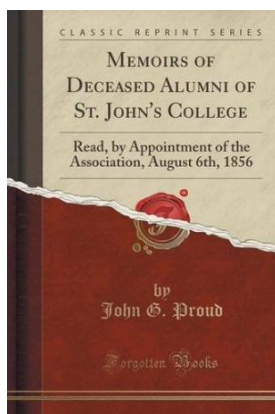 CLASSIC REPRINT SERIES
MEMOIRS OF
DECEASED ALUMNI OF
ST. JOHN'S COLLEGE
Read, by Appointment of the
Association, August 6th, 1856
by
John G. Proud
Forgotten Books